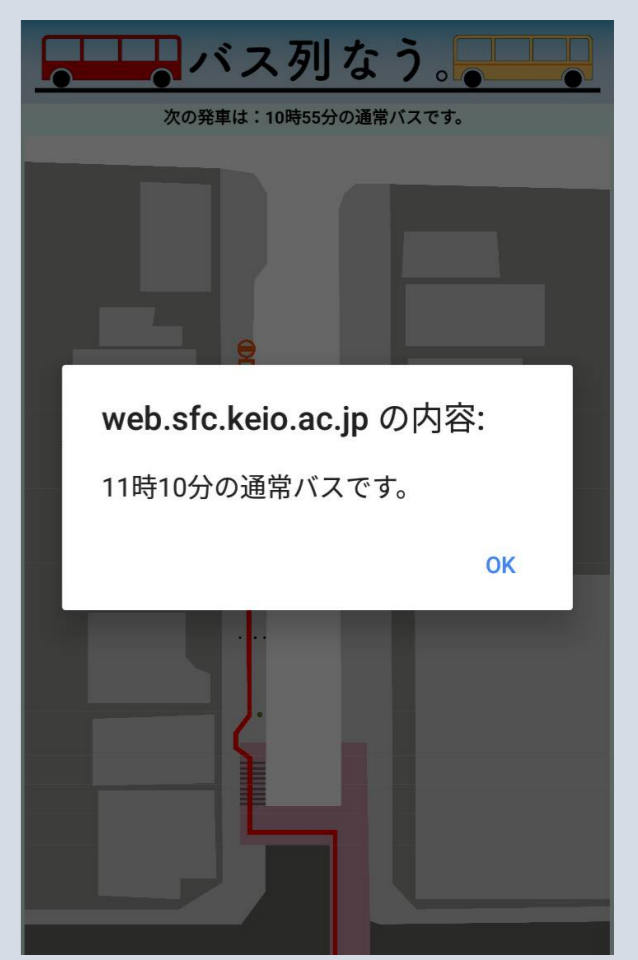 バス列なう。
次の発車は：10時55分の通常バスです。
web.sfc.keio.ac.jp の内容:
11時10分の通常バスです。
OK